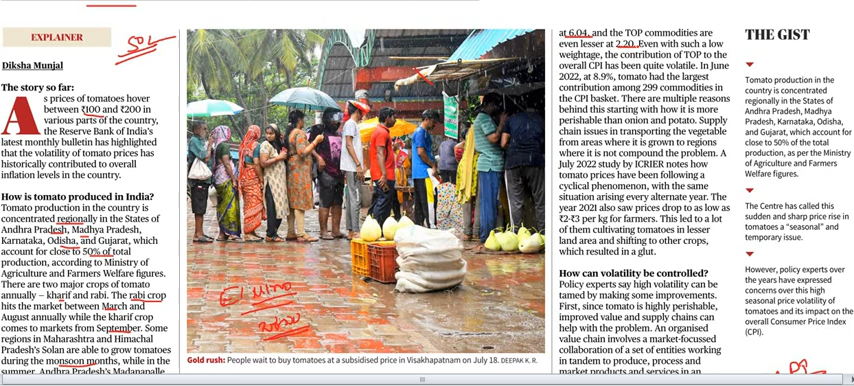 EXPLAINER
Diksha Munjal
The story so far:
As prices of tomatoes hover
between ₹100 and ₹200 in
various parts of the country,
the Reserve Bank of India's
latest monthly bulletin has highlighted
that the volatility of tomato prices has
historically contributed to overall
inflation levels in the country.
How is tomato produced in India?
Tomato production in the country is
concentrated regionally in the States of
Andhra Pradesh, Madhya Pradesh,
Karnataka, Odisha, and Gujarat, which
account for close to 50% of total
production, according to Ministry of
Agriculture and Farmers Welfare figures.
There are two major crops of tomato
annually – kharif and rabi. The rabi crop
hits the market between March and
August annually while the kharif crop
comes to markets from September. Some
regions in Maharashtra and Himachal
Pradesh's Solan are able to grow tomatoes
during the monsoon months, while in the
summer, Andhra Pradesh's Madanapalle
Gold rush: People wait to buy tomatoes at a subsidised price in Visakhapatnam on July 18. DEEPAK K. R.
at 6.04, and the TOP commodities are
even lesser at 2.20. Even with such a low
weightage, the contribution of TOP to the
overall CPI has been quite volatile. In June
2022, at 8.9%, tomato had the largest
contribution among 299 commodities in
the CPI basket. There are multiple reasons
behind this starting with how it is more
perishable than onion and potato. Supply
chain issues in transporting the vegetable
from areas where it is grown to regions
where it is not compound the problem. A
July 2022 study by ICRIER notes how
tomato prices have been following a
cyclical phenomenon, with the same
situation arising every alternate year. The
year 2021 also saw prices drop to as low as
₹2-₹3 per kg for farmers. This led to a lot
of them cultivating tomatoes in lesser
land area and shifting to other crops,
which resulted in a glut.
How can volatility be controlled?
Policy experts say high volatility can be
tamed by making some improvements.
First, since tomato is highly perishable,
improved value and supply chains can
help with the problem. An organised
value chain involves a market-focussed
collaboration of a set of entities working
in tandem to produce, process and
market products and services in an
THE GIST
Tomato production in the
country is concentrated
regionally in the States of
Andhra Pradesh, Madhya
Pradesh, Karnataka, Odisha,
and Gujarat, which account for
close to 50% of the total
production, as per the Ministry
of Agriculture and Farmers
Welfare figures.
The Centre has called this
sudden and sharp price rise in
tomatoes a "seasonal" and
temporary issue.
However, policy experts over
the years have expressed
concerns over this high
seasonal price volatility of
tomatoes and its impact on the
overall Consumer Price Index
(CPI).